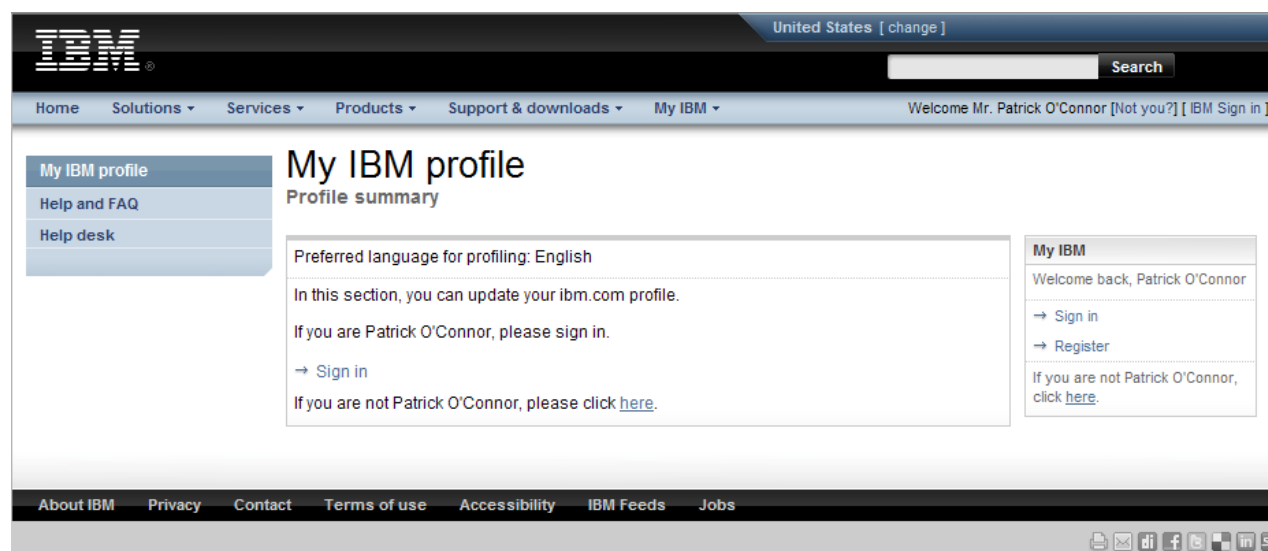 United States [ change ]
IBM®
Search
Home Solutions Services Products Support & downloads My IBM Welcome Mr. Patrick O'Connor [Not you?] [ IBM Sign in ]
My IBM profile
Help and FAQ
Help desk
My IBM profile
Profile summary
Preferred language for profiling: English
In this section, you can update your ibm.com profile.
If you are Patrick O'Connor, please sign in.
→ Sign in
If you are not Patrick O'Connor, please click here.
My IBM
Welcome back, Patrick O'Connor
→ Sign in
→ Register
If you are not Patrick O'Connor,
click here.
About IBM Privacy Contact Terms of use Accessibility IBM Feeds Jobs